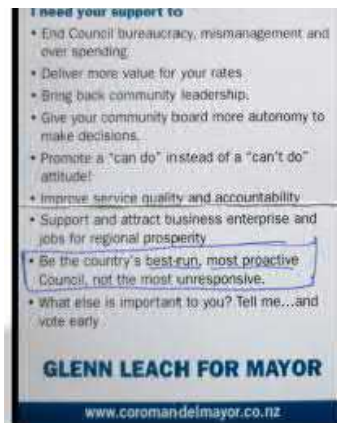 I need your support to
• End Council bureaucracy, mismanagement and
over spending
• Deliver more value for your rates
• Bring back community leadership.
• Give your community board more autonomy to
make decisions.
• Promote a "can do" instead of a "can't do"
attitude!
• Improve service quality and accountability
• Support and attract business enterprise and
jobs for regional prosperity
• Be the country's best-run, most proactive
Council, not the most unresponsive.
• What else is important to you? Tell me...and
vote early
GLENN LEACH FOR MAYOR
www.coromandelmayor.co.nz